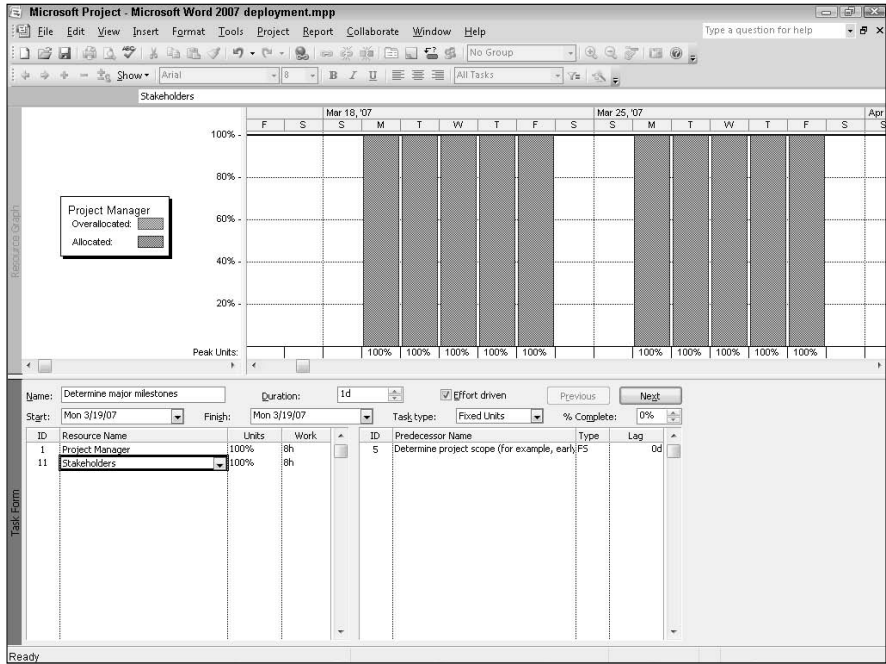 Microsoft Project - Microsoft Word 2007 deployment.mpp
File Edit View Insert Format Tools Project Report Collaborate Window Help Type a question for help
No Group
Show Arial 8 B I U All Tasks
Stakeholders
Mar 18, '07 Mar 25, '07 Apr
F S S M T W T F S S M T W T F S S
100%
80%
60%
40%
20%
Project Manager
Overallocated:
Allocated:
Resource Graph
Peak Units: 100% 100% 100% 100% 100% 100% 100% 100% 100% 100%
Name: Determine major milestones Duration: 1d Effort driven Previous Next
Start: Mon 3/19/07 Finish: Mon 3/19/07 Task type: Fixed Units % Complete: 0%
ID Resource Name Units Work ID Predecessor Name Type Lag
1 Project Manager 100% 8h 5 Determine project scope (for example, early FS 0d
11 Stakeholders 100% 8h
Task Form
Ready